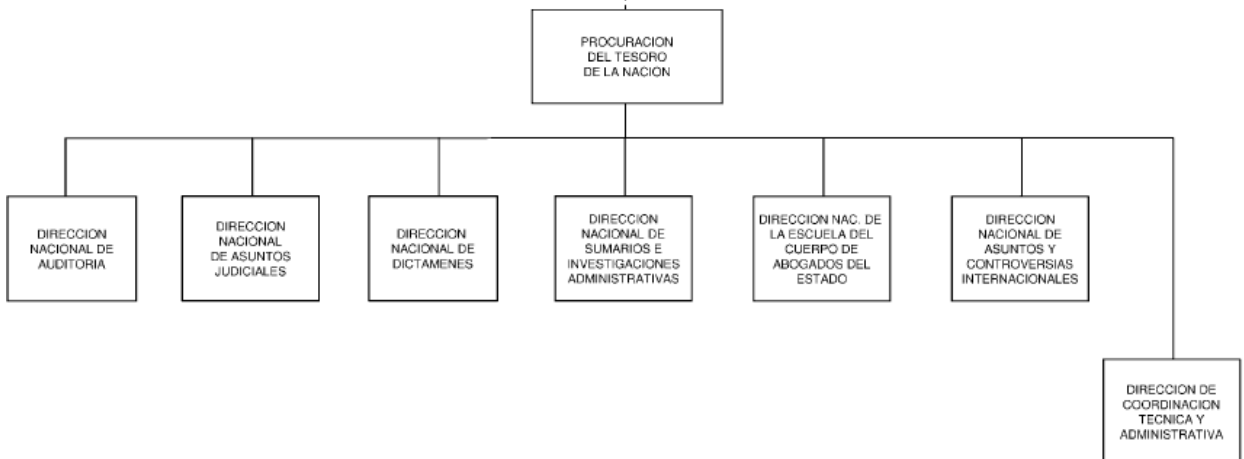 PROCURACION
DEL TESORO
DE LA NACION
DIRECCION
NACIONAL DE
AUDITORIA
DIRECCION
NACIONAL
DE ASUNTOS
JUDICIALES
DIRECCION
NACIONAL DE
DICTAMENES
DIRECCION
NACIONAL DE
SUMARIOS E
INVESTIGACIONES
ADMINISTRATIVAS
DIRECCION NAC. DE
LA ESCUELA DEL
CUERPO DE
ABOGADOS DEL
ESTADO
DIRECCION
NACIONAL DE
ASUNTOS Y
CONTROVERSIAS
INTERNACIONALES
DIRECCION DE
COORDINACION
TECNICA Y
ADMINISTRATIVA